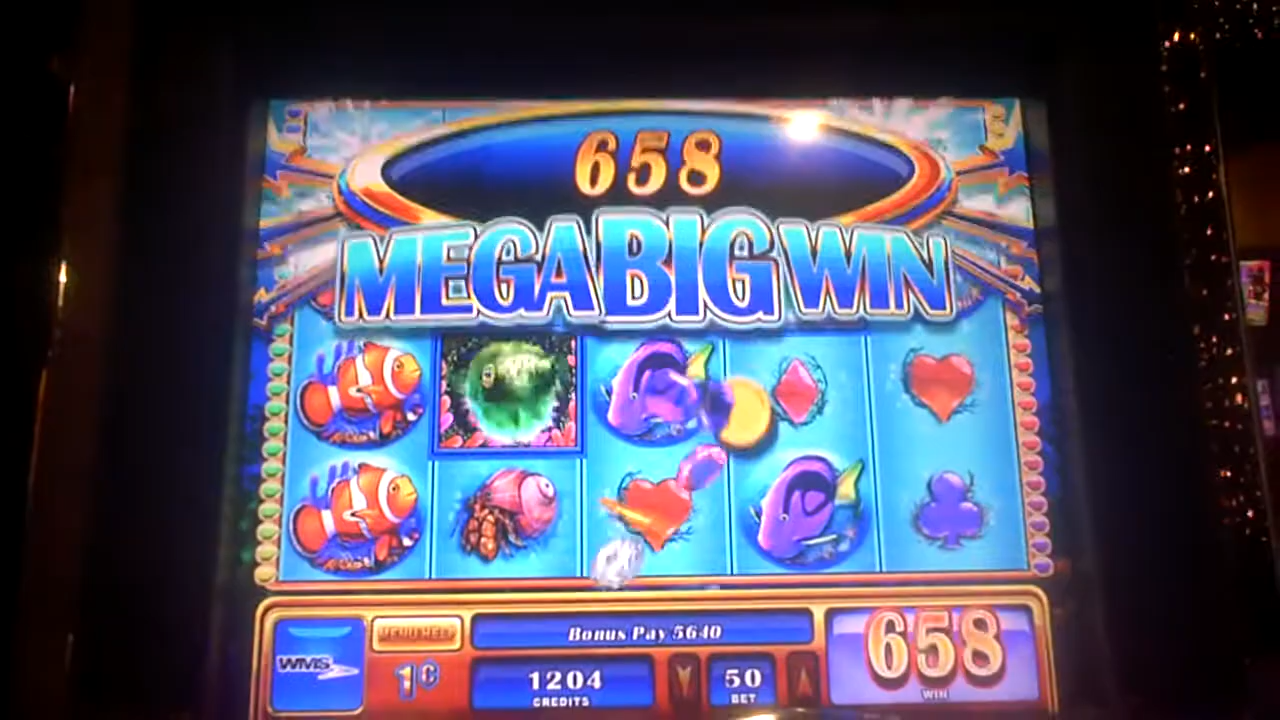 658
MEGA BIG WIN
WMS
MENU/HELP
1¢
Bonus Pay 5640
1204
CREDITS
50
BET
658
WIN